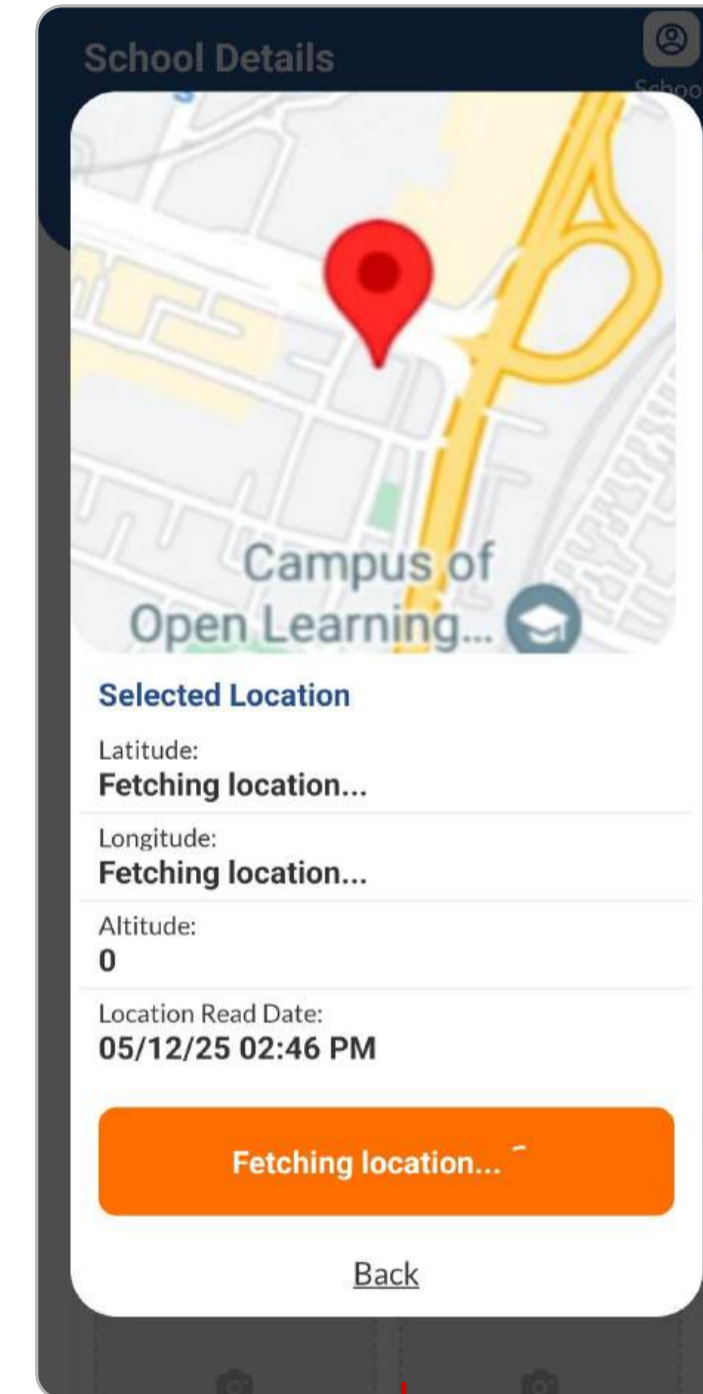 School Details
Schoo
Campus of
Open Learning...
Selected Location
Latitude:
Fetching location...
Longitude:
Fetching location...
Altitude:
0
Location Read Date:
05/12/25 02:46 PM
Fetching location...
Back